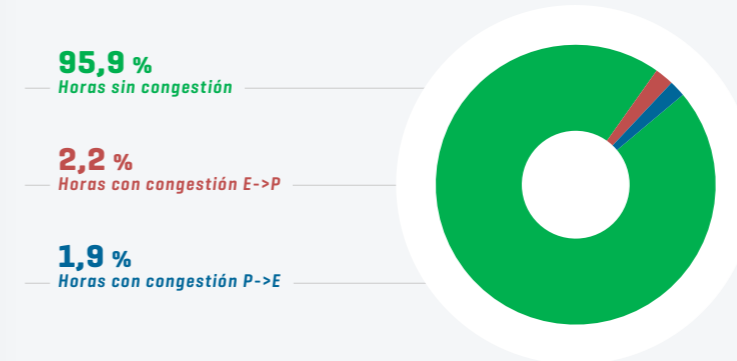 95,9 %
Horas sin congestión
2,2 %
Horas con congestión E->P
1,9 %
Horas con congestión P->E